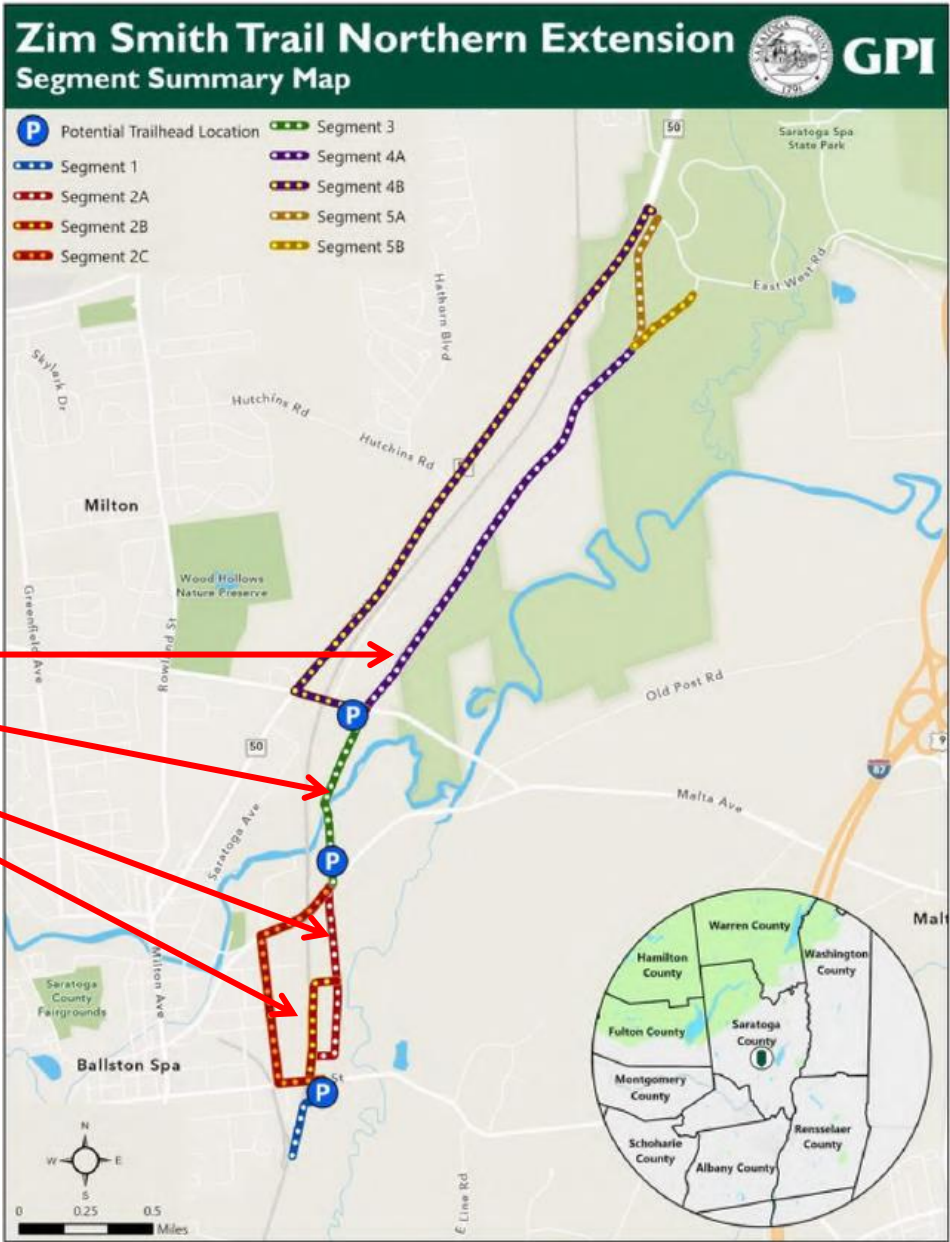 Zim Smith Trail Northern Extension
Segment Summary Map
SARATOGA COUNTY
1791
GPI
P Potential Trailhead Location
Segment 1
Segment 2A
Segment 2B
Segment 2C
Segment 3
Segment 4A
Segment 4B
Segment 5A
Segment 5B
50
Saratoga Spa
State Park
East West Rd
Hathorn Blvd
Skylark Dr
Hutchins Rd
Hutchins Rd
Milton
Wood Hollows
Nature Preserve
Greenfield Ave
Rowland St
Old Post Rd
P
50
9
87
Malta Ave
Saratoga Ave
P
Malt
Milton Ave
Saratoga
County
Fairgrounds
Ballston Spa
St
P
E Line Rd
N
W E
S
0 0.25 0.5
Miles
Warren County
Hamilton
County
Washington
County
Fulton County
Saratoga
County
Montgomery
County
Schoharie
County
Albany County
Rensselaer
County